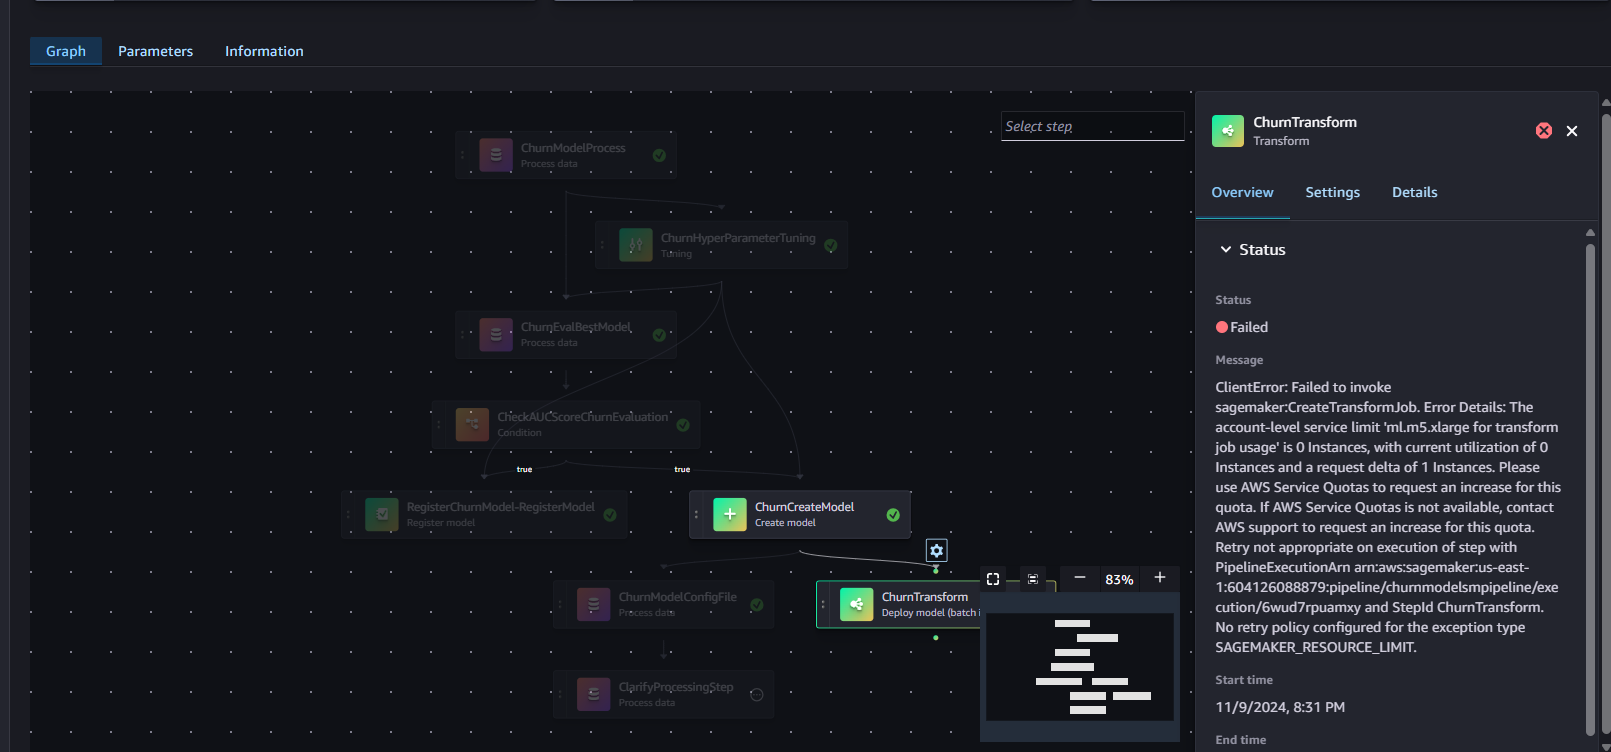 Graph
Parameters
Information
Select step
ChurnModelProcess
Process data
ChurnHyperParameterTuning
Tuning
ChurnEvalBestModel
Process data
CheckAUCScoreChurnEvaluation
Condition
true
true
RegisterChurnModel-RegisterModel
Register model
ChurnCreateModel
Create model
ChurnModelConfigFile
Process data
ChurnTransform
Deploy model (batch i
83%
ClarifyProcessingStep
Process data
ChurnTransform
Transform
Overview
Settings
Details
Status
Status
Failed
Message
ClientError: Failed to invoke
sagemaker:CreateTransformJob. Error Details: The
account-level service limit 'ml.m5.xlarge for transform
job usage' is 0 Instances, with current utilization of 0
Instances and a request delta of 1 Instances. Please
use AWS Service Quotas to request an increase for this
quota. If AWS Service Quotas is not available, contact
AWS support to request an increase for this quota.
Retry not appropriate on execution of step with
PipelineExecutionArn arn:aws:sagemaker:us-east-
1:604126088879:pipeline/churnmodelsmpipeline/exe
cution/6wud7rpuamxy and StepId ChurnTransform.
No retry policy configured for the exception type
SAGEMAKER_RESOURCE_LIMIT.
Start time
11/9/2024, 8:31 PM
End time